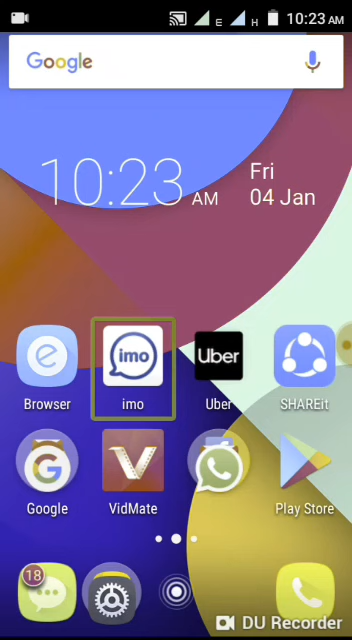 E H 10:23 AM
Google
10:23 AM
Fri
04 Jan
imo
Uber
Browser imo Uber SHAREit
V
Google VidMate Play Store
18
DU Recorder